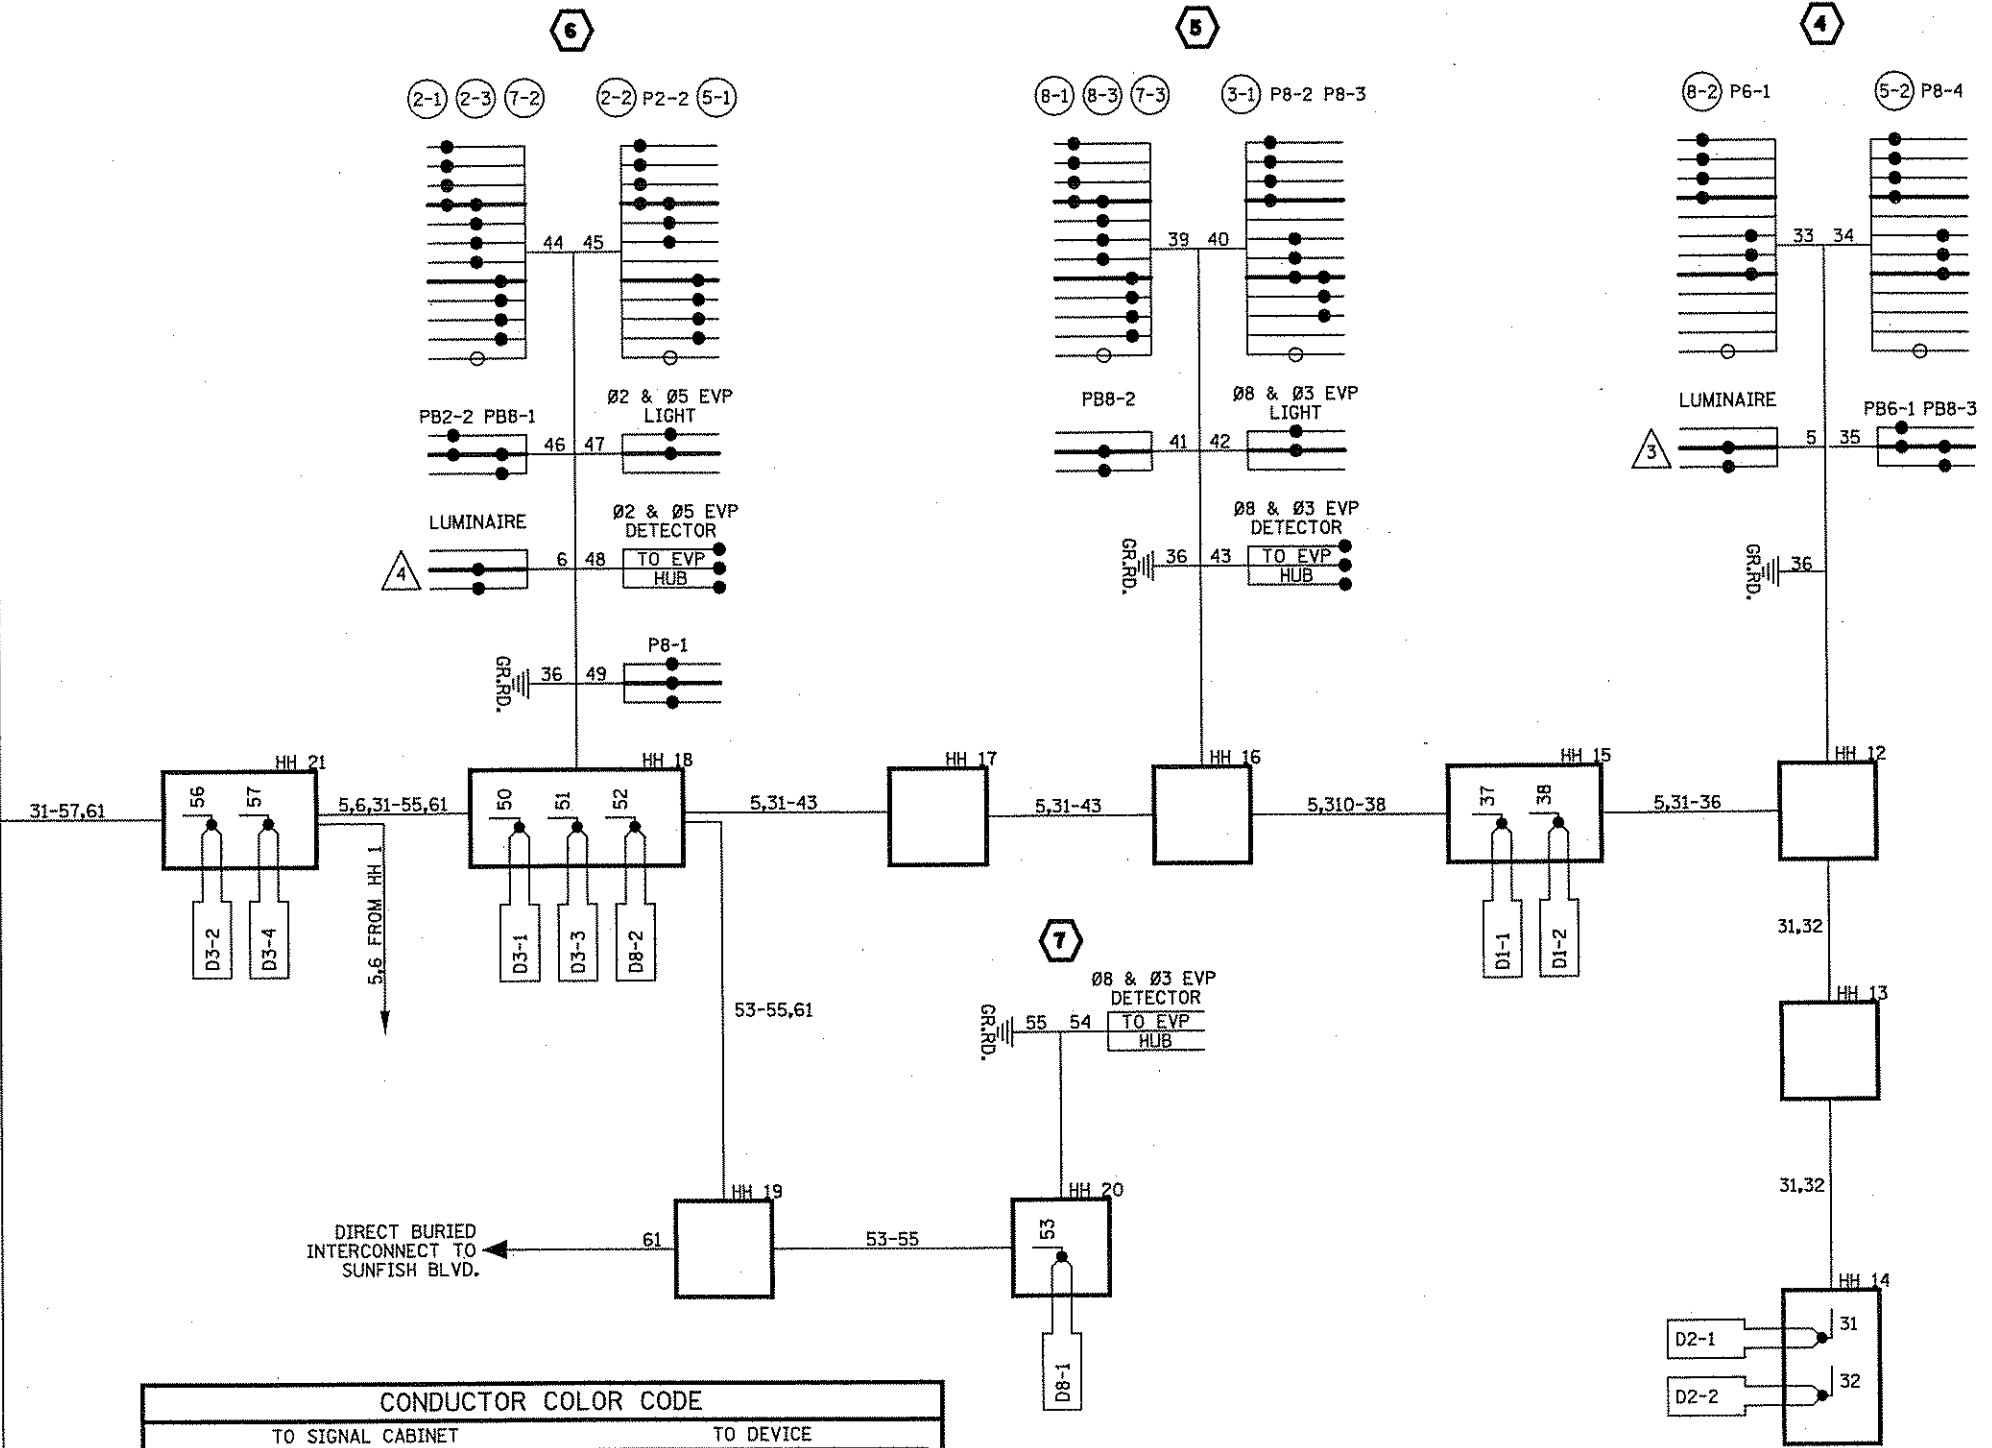 6
5
4
2-1 2-3 7-2
2-2 P2-2 5-1
8-1 8-3 7-3
3-1 P8-2 P8-3
8-2 P6-1
5-2 P8-4
44 45
39 40
33 34
PB2-2 PB8-1
46 47
Ø2 & Ø5 EVP
LIGHT
PB8-2
41 42
Ø8 & Ø3 EVP
LIGHT
LUMINAIRE
3
5 35
PB6-1 PB8-3
LUMINAIRE
4
6 48
Ø2 & Ø5 EVP
DETECTOR
TO EVP
HUB
GR.RD.
36 43
Ø8 & Ø3 EVP
DETECTOR
TO EVP
HUB
GR.RD.
36
GR.RD.
36 49
P8-1
31-57,61
HH 21
56
57
D3-2
D3-4
5,6,31-55,61
5,6 FROM HH 1
HH 18
50
51
52
D3-1
D3-3
D8-2
5,31-43
HH 17
5,31-43
HH 16
5,310-38
HH 15
37
38
D1-1
D1-2
5,31-36
HH 12
31,32
HH 13
31,32
HH 14
31
32
D2-1
D2-2
53-55,61
7
Ø8 & Ø3 EVP
DETECTOR
TO EVP
HUB
GR.RD.
55 54
HH 19
61
DIRECT BURIED
INTERCONNECT TO
SUNFISH BLVD.
53-55
HH 20
53
D8-1
CONDUCTOR COLOR CODE
TO SIGNAL CABINET
TO DEVICE